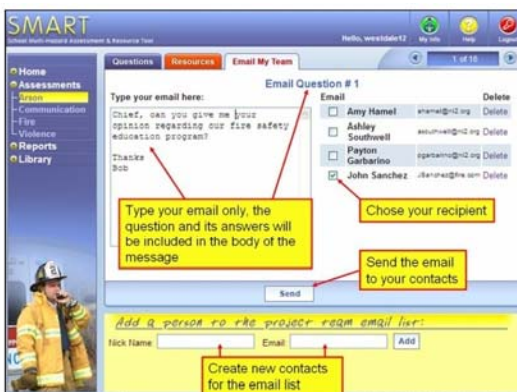 SMART
School Multi-Hazard Assessment & Resource Tool
Hello, westdale12
My Info
Help
Logout
Home
Assessments
Arson
Communication
Fire
Violence
Reports
Library
Questions
Resources
Email My Team
1 of 18
Email Question # 1
Type your email here:
Chief, can you give me your
opinion regarding our fire safety
education program?
Thanks
Bob
Email
Delete
Amy Hamel
Delete
Ashley
Southwell
Delete
Payton
Garbarino
Delete
John Sanchez
Delete
Type your email only, the
question and its answers will
be included in the body of the
message
Chose your recipient
Send the email
to your contacts
Send
Add a person to the project team email list:
Nick Name:
Email:
Add
Create new contacts
for the email list